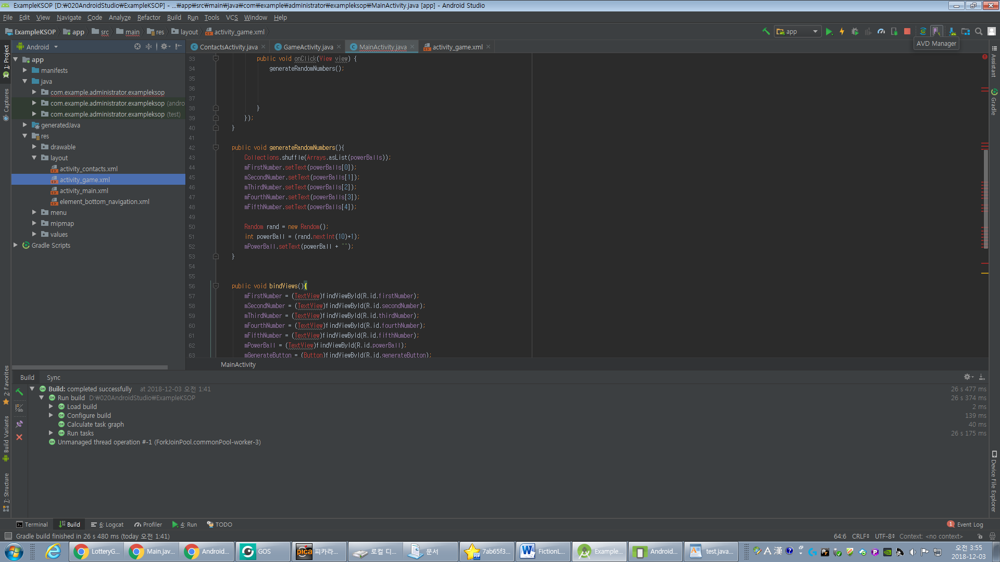 ExampleKSOP [D:₩020AndroidStudio₩ExampleKSOP] - ...₩app₩src₩main₩java₩com₩example₩administrator₩exampleksop₩MainActivity.java [app] - Android Studio
File Edit View Navigate Code Analyze Refactor Build Run Tools VCS Window Help
ExampleKSOP app src main res layout activity_game.xml app
AVD Manager
Android ContactsActivity.java GameActivity.java MainActivity.java activity_game.xml
1: Project
Captures
2: Favorites
Build Variants
7: Structure
app
manifests
java
com.example.administrator.exampleksop
com.example.administrator.exampleksop (andro
com.example.administrator.exampleksop (test)
generatedJava
res
drawable
layout
activity_contacts.xml
activity_game.xml
activity_main.xml
element_bottom_navigation.xml
menu
mipmap
values
Gradle Scripts
33 public void onClick(View view) {
34 generateRandomNumbers();
35
36
37
38 }
39 });
40 }
41
42 public void generateRandomNumbers(){
43 Collections.shuffle(Arrays.asList(powerBalls));
44 mFirstNumber.setText(powerBalls[0]);
45 mSecondNumber.setText(powerBalls[1]);
46 mThirdNumber.setText(powerBalls[2]);
47 mFourthNumber.setText(powerBalls[3]);
48 mFifthNumber.setText(powerBalls[4]);
49
50 Random rand = new Random();
51 int powerBall = (rand.nextInt(10)+1);
52 mPowerBall.setText(powerBall + "");
53 }
54
55
56 public void bindViews(){
57 mFirstNumber = (TextView)findViewById(R.id.firstNumber);
58 mSecondNumber = (TextView)findViewById(R.id.secondNumber);
59 mThirdNumber = (TextView)findViewById(R.id.thirdNumber);
60 mFourthNumber = (TextView)findViewById(R.id.fourthNumber);
61 mFifthNumber = (TextView)findViewById(R.id.fifthNumber);
62 mPowerBall = (TextView)findViewById(R.id.powerBall);
63 mGenerateButton = (Button)findViewById(R.id.generateButton);
MainActivity
Assistant
Gradle
Device File Explorer
Build Sync
Build: completed successfully at 2018-12-03 오전 1:41 26 s 477 ms
Run build D:₩020AndroidStudio₩ExampleKSOP 26 s 374 ms
Load build 2 ms
Configure build 139 ms
Calculate task graph 40 ms
Run tasks 26 s 175 ms
Unmanaged thread operation #-1 (ForkJoinPool.commonPool-worker-3)
Terminal Build 6: Logcat Profiler 4: Run TODO 1 Event Log
Gradle build finished in 26 s 480 ms (today 오전 1:41) 64:6 CRLF UTF-8 Context: <no context>
LotteryG... Main.jav... Android... GOS pica 피카라... 로컬 디... 문서 7ab65f3... FictionL... Example... Android... test.java... A 漢 오전 3:55
2018-12-03